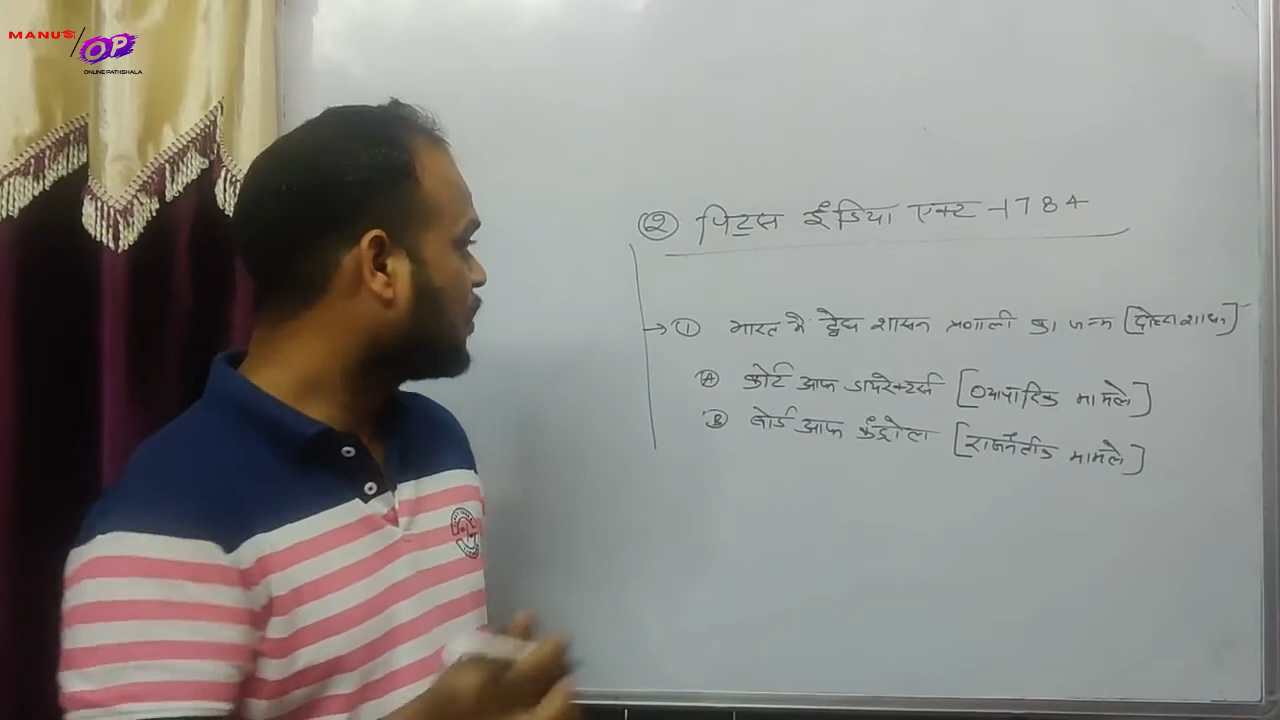 MANUS/
OP
ONLINE PATHSHALA
② पिट्स इंडिया एक्ट -1784
→ ① भारत में द्वैध शासन प्रणाली का जन्म [दोहरा शासन]
Ⓐ कोर्ट आफ डायरेक्टर्स [व्यापारिक मामले]
Ⓑ बोर्ड आफ कंट्रोल [राजनैतिक मामले]